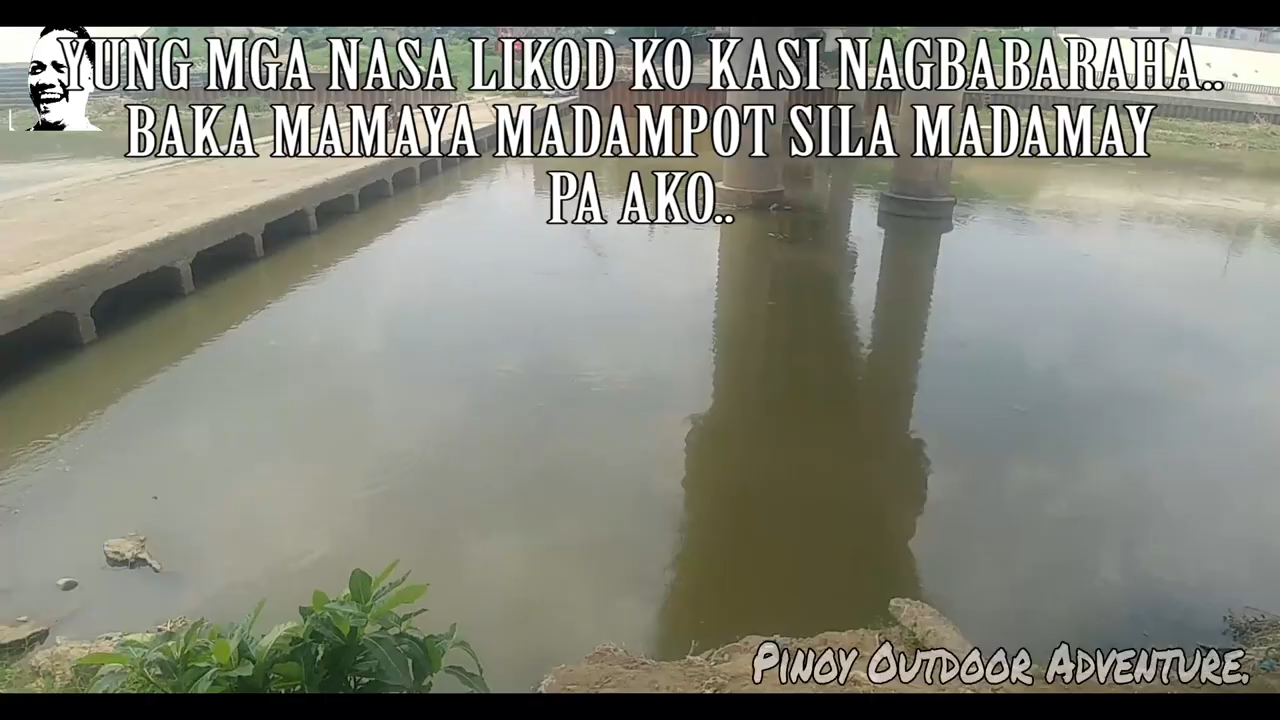 YUNG MGA NASA LIKOD KO KASI NAGBABARAHA..
BAKA MAMAYA MADAMPOT SILA MADAMAY
PA AKO..
PINOY OUTDOOR ADVENTURE.